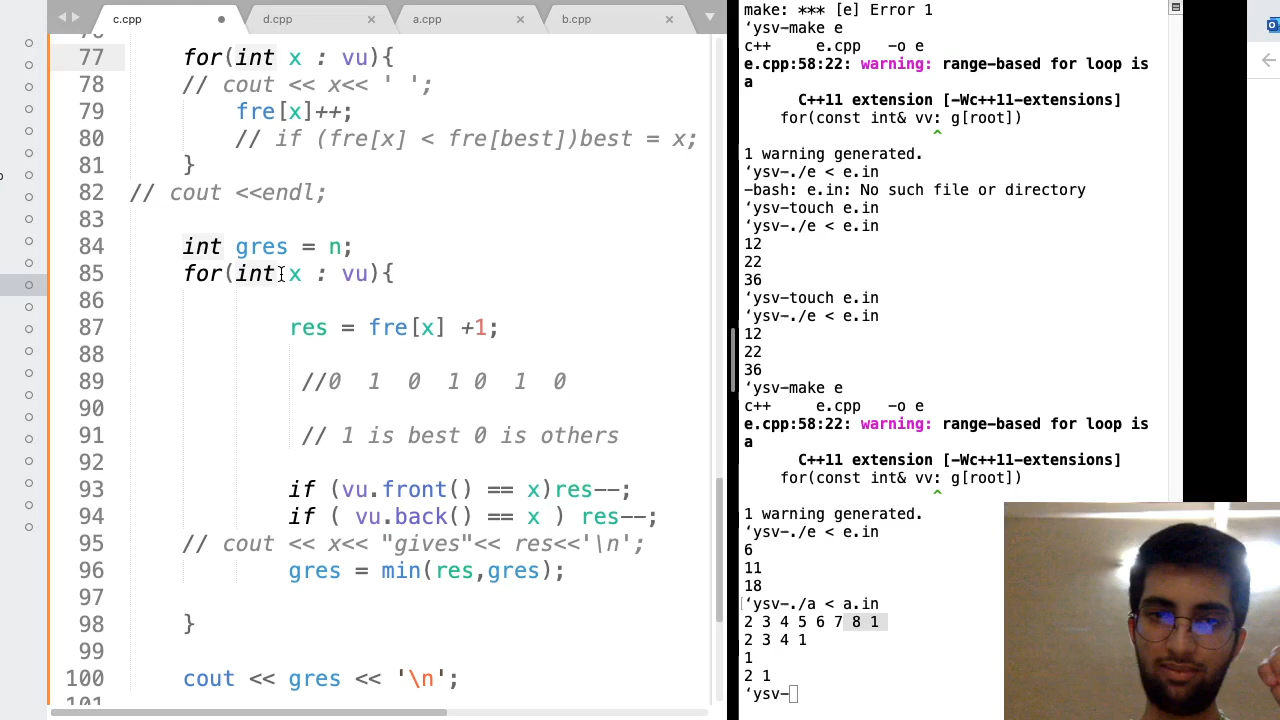 c.cpp
d.cpp
a.cpp
b.cpp
77 for(int x : vu){
78 // cout << x<< ' ';
79 fre[x]++;
80 // if (fre[x] < fre[best])best = x;
81 }
82 // cout <<endl;
83
84 int gres = n;
85 for(int x : vu){
86
87 res = fre[x] +1;
88
89 //0 1 0 1 0 1 0
90
91 // 1 is best 0 is others
92
93 if (vu.front() == x)res--;
94 if ( vu.back() == x ) res--;
95 // cout << x<< "gives"<< res<<'\n';
96 gres = min(res,gres);
97
98 }
99
100 cout << gres << '\n';
make: *** [e] Error 1
‘ysv-make e
c++ e.cpp -o e
e.cpp:58:22: warning: range-based for loop is
a
C++11 extension [-Wc++11-extensions]
for(const int& vv: g[root])
^
1 warning generated.
‘ysv-./e < e.in
-bash: e.in: No such file or directory
‘ysv-touch e.in
‘ysv-./e < e.in
12
22
36
‘ysv-touch e.in
‘ysv-./e < e.in
12
22
36
‘ysv-make e
c++ e.cpp -o e
e.cpp:58:22: warning: range-based for loop is
a
C++11 extension [-Wc++11-extensions]
for(const int& vv: g[root])
^
1 warning generated.
‘ysv-./e < e.in
6
11
18
‘ysv-./a < a.in
2 3 4 5 6 7 8 1
2 3 4 1
1
2 1
‘ysv-